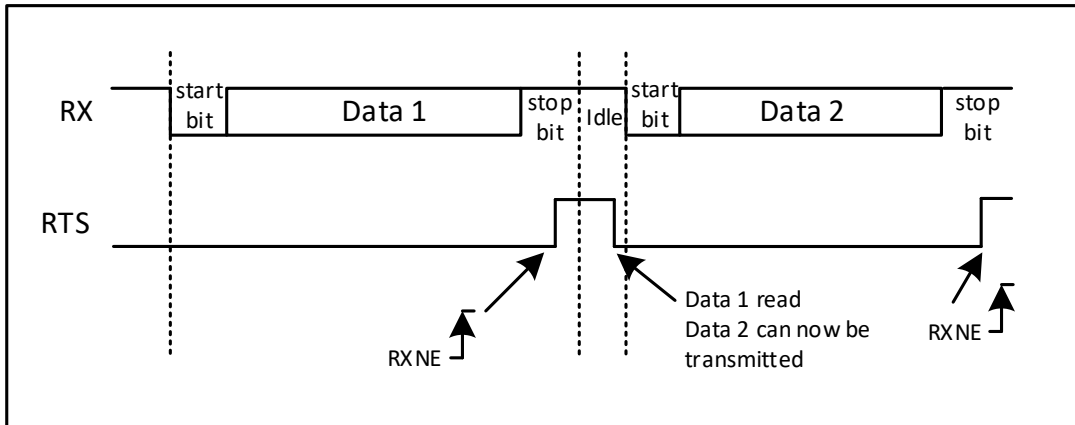 RX
start bit
Data 1
stop bit
Idle
start bit
Data 2
stop bit
RTS
RXNE
Data 1 read
Data 2 can now be
transmitted
RXNE